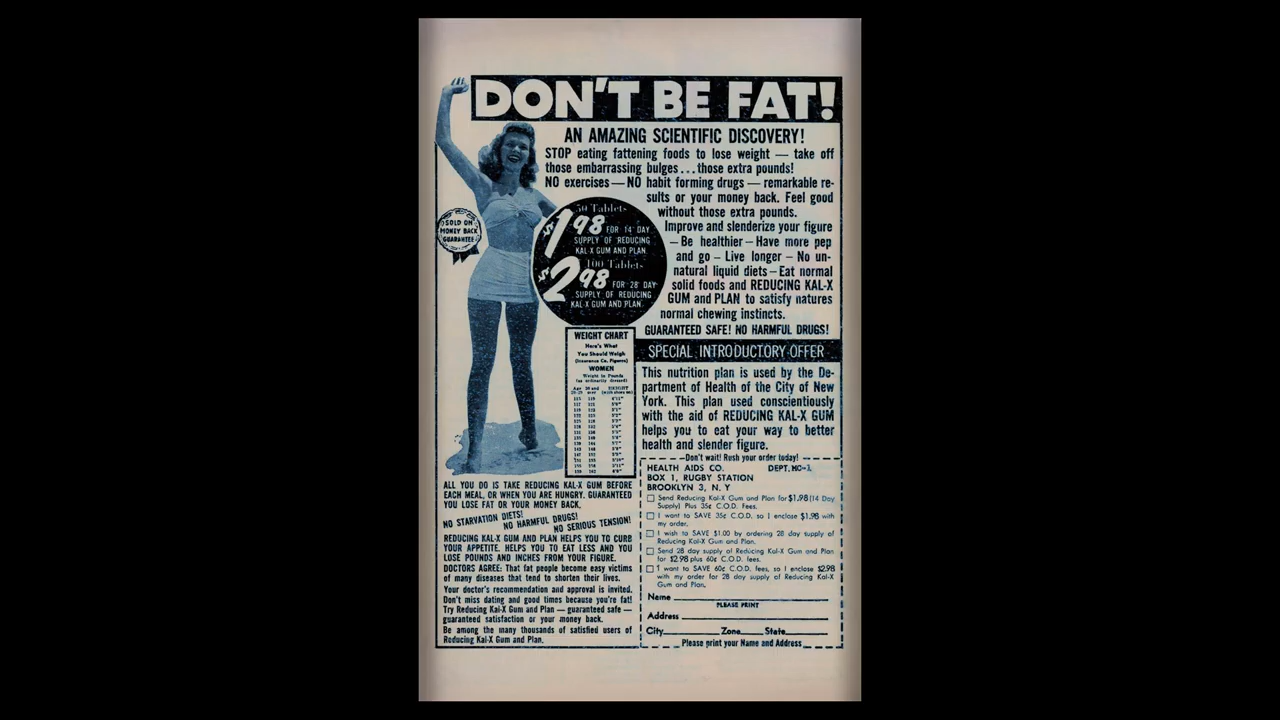 DON'T BE FAT!
AN AMAZING SCIENTIFIC DISCOVERY!
STOP eating fattening foods to lose weight — take off
those embarrassing bulges...those extra pounds!
NO exercises — NO habit forming drugs — remarkable re-
sults or your money back. Feel good
without those extra pounds.
Improve and slenderize your figure
— Be healthier — Have more pep
and go — Live longer — No un-
natural liquid diets — Eat normal
solid foods and REDUCING KAL-X
GUM and PLAN to satisfy natures
normal chewing instincts.
GUARANTEED SAFE! NO HARMFUL DRUGS!
SOLD ON
MONEY BACK
GUARANTEE
50 Tablets
$1.98 FOR 14 DAY
SUPPLY OF REDUCING
KAL-X GUM AND PLAN
100 Tablets
$2.98 FOR 28 DAY
SUPPLY OF REDUCING
KAL-X GUM AND PLAN.
WEIGHT CHART
Here's What
You Should Weigh
(Insurance Co. Figures)
WOMEN
Weight in Pounds
(as ordinarily dressed)
SPECIAL INTRODUCTORY OFFER
This nutrition plan is used by the De-
partment of Health of the City of New
York. This plan used conscientiously
with the aid of REDUCING KAL-X GUM
helps you to eat your way to better
health and slender figure.
ALL YOU DO IS TAKE REDUCING KAL-X GUM BEFORE
EACH MEAL, OR WHEN YOU ARE HUNGRY. GUARANTEED
YOU LOSE FAT OR YOUR MONEY BACK.
NO STARVATION DIETS!
NO HARMFUL DRUGS!
NO SERIOUS TENSION!
REDUCING KAL-X GUM AND PLAN HELPS YOU TO CURB
YOUR APPETITE. HELPS YOU TO EAT LESS AND YOU
LOSE POUNDS AND INCHES FROM YOUR FIGURE.
DOCTORS AGREE: That fat people become easy victims
of many diseases that tend to shorten their lives.
Your doctor's recommendation and approval is invited.
Don't miss dating and good times because you're fat!
Try Reducing Kal-X Gum and Plan — guaranteed safe —
guaranteed satisfaction or your money back.
Be among the many thousands of satisfied users of
Reducing Kal-X Gum and Plan.
Don't wait! Rush your order today!
HEALTH AIDS CO. DEPT. HC-1.
BOX 1, RUGBY STATION
BROOKLYN 3, N. Y
Send Reducing Kal-X Gum and Plan for $1.98 (14 Day
Supply) Plus 35¢ C.O.D. Fees.
I want to SAVE 35¢ C.O.D. so I enclose $1.98 with
my order.
I wish to SAVE $1.00 by ordering 28 day supply of
Reducing Kal-X Gum and Plan.
Send 28 day supply of Reducing Kal-X Gum and Plan
for $2.98 plus 60¢ C.O.D. fees.
I want to SAVE 60¢ C.O.D. fees, so I enclose $2.98
with my order for 28 day supply of Reducing Kal-X
Gum and Plan.
Name
PLEASE PRINT
Address
City Zone State
Please print your Name and Address